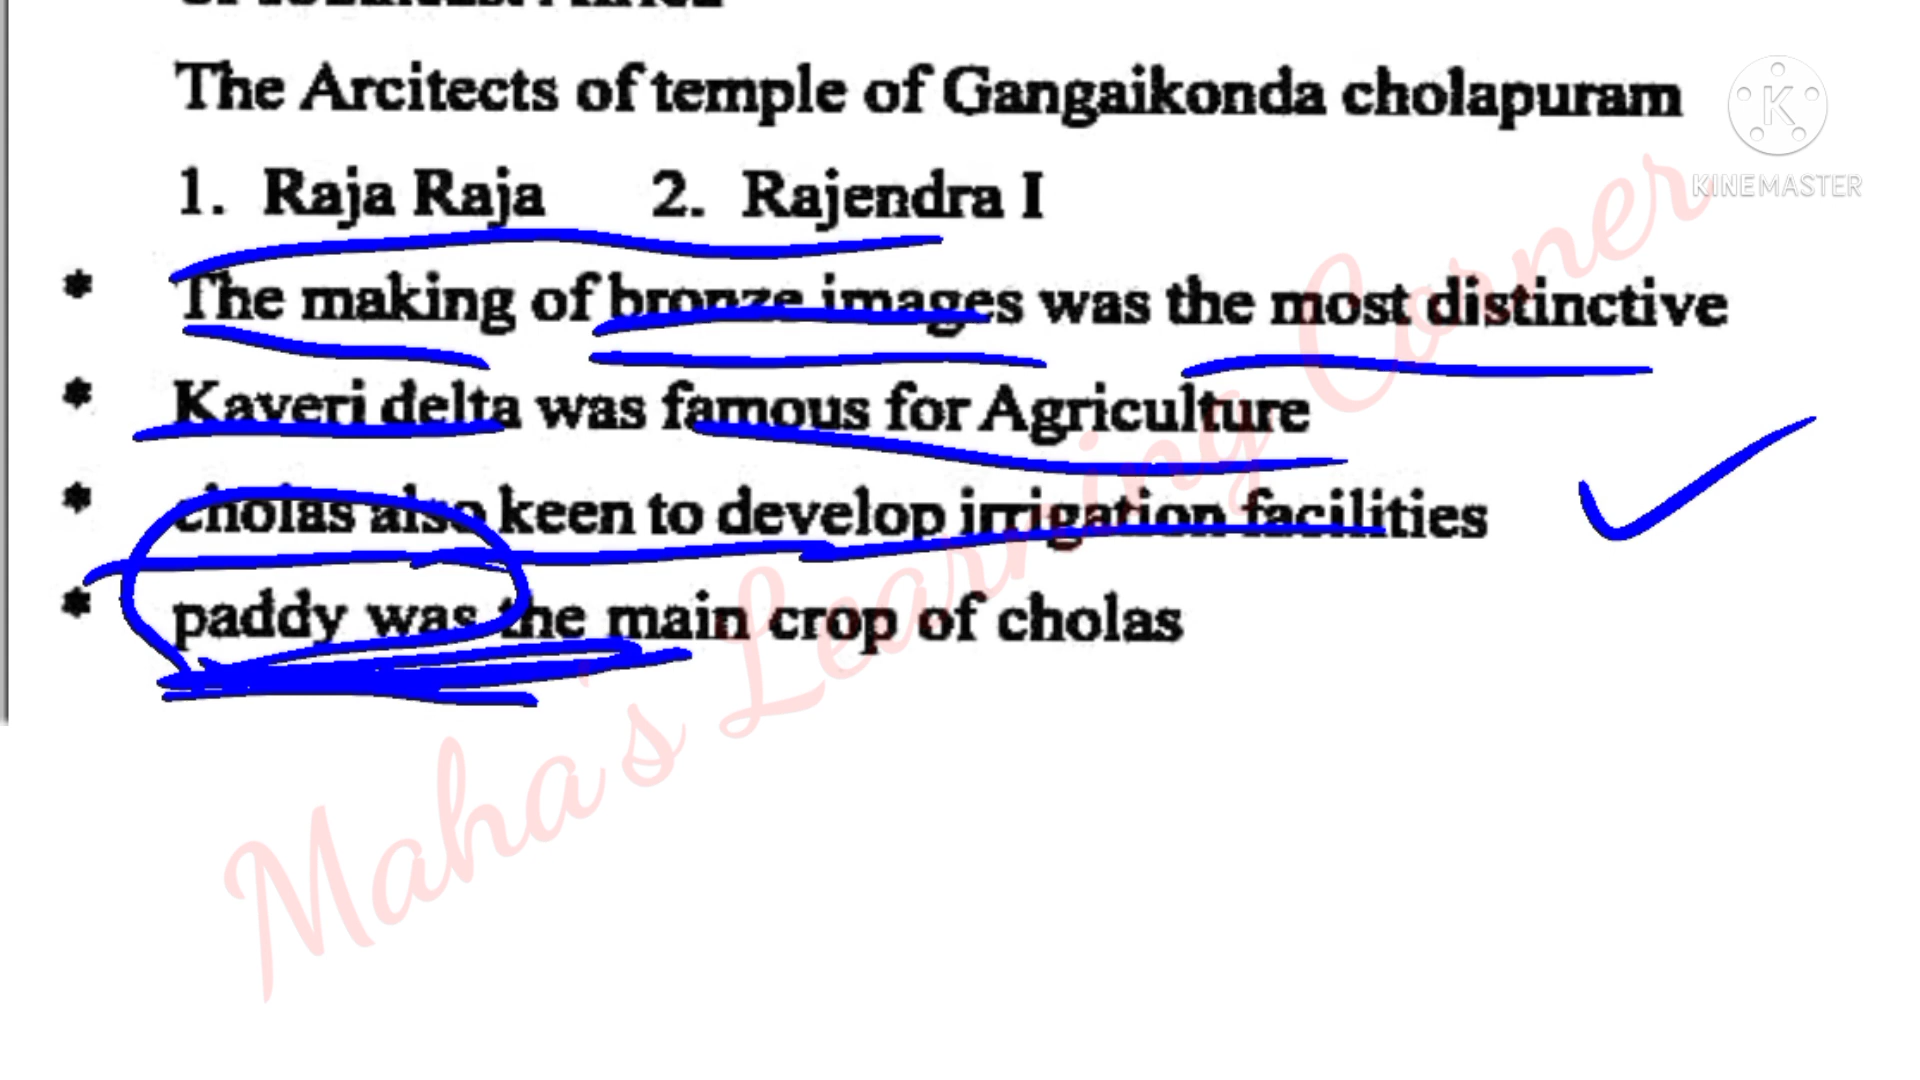 The Arcitects of temple of Gangaikonda cholapuram
1. Raja Raja 2. Rajendra I
* The making of bronze images was the most distinctive
* Kaveri delta was famous for Agriculture
* cholas also keen to develop irrigation facilities
* paddy was the main crop of cholas
KINEMASTER
Maha's Learning Corner